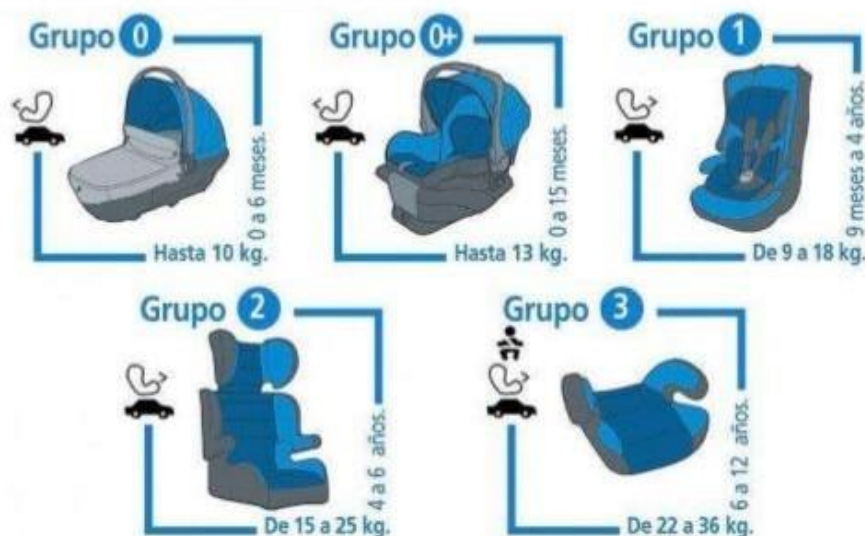 Grupo 0
0 a 6 meses.
Hasta 10 kg.
Grupo 0+
0 a 15 meses.
Hasta 13 kg.
Grupo 1
9 meses a 4 años.
De 9 a 18 kg.
Grupo 2
4 a 6 años.
De 15 a 25 kg.
Grupo 3
6 a 12 años.
De 22 a 36 kg.